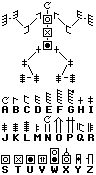 A B C D E F G H I
J K L M N O P Q R
S T U V W X Y Z